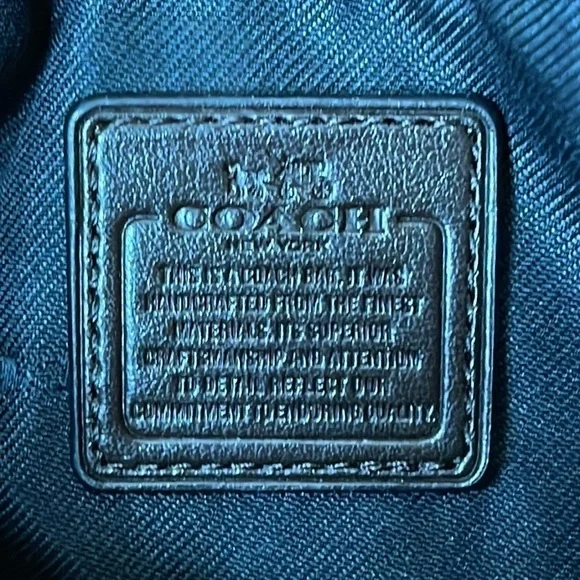 COACH
NEW YORK
THIS IS A COACH BAG. IT WAS
HANDCRAFTED FROM THE FINEST
MATERIALS. ITS SUPERIOR
CRAFTSMANSHIP AND ATTENTION
TO DETAIL REFLECT OUR
COMMITMENT TO ENDURING QUALITY.